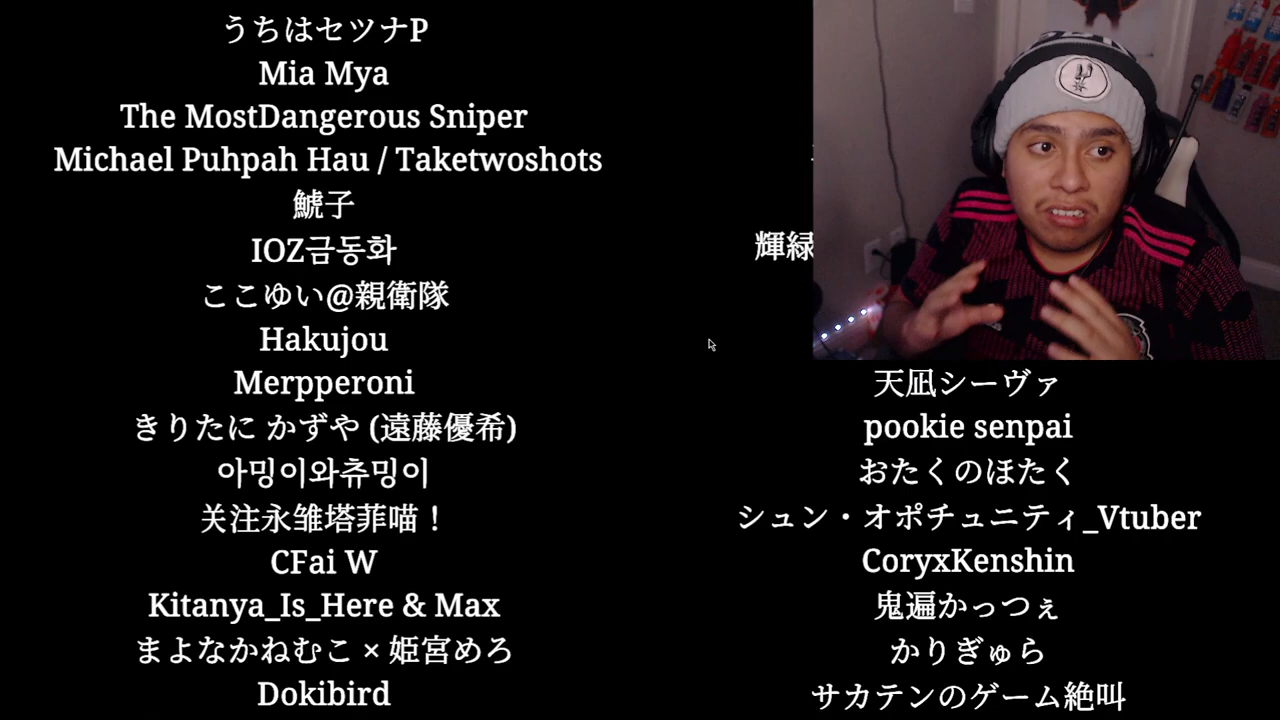 うちはセツナP
Mia Mya
The MostDangerous Sniper
Michael Puhpah Hau / Taketwoshots
鯱子
IOZ금동화
ここゆい@親衛隊
Hakujou
Merpperoni
きりたに かずや (遠藤優希)
아밍이와츄밍이
关注永雏塔菲喵！
CFai W
Kitanya_Is_Here & Max
まよなかねむこ × 姫宮めろ
Dokibird
輝緑
天凪シーヴァ
pookie senpai
おたくのほたく
シュン・オポチュニティ_Vtuber
CoryxKenshin
鬼遍かっつぇ
かりぎゅら
サカテンのゲーム絶叫